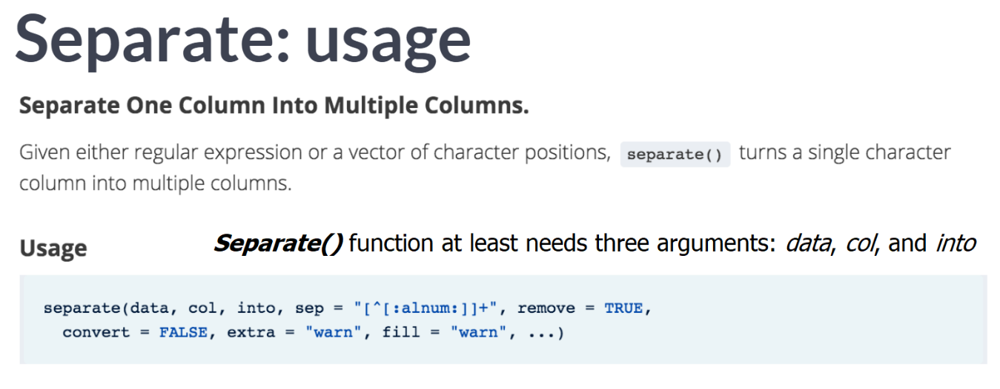 Separate: usage
Separate One Column Into Multiple Columns.
Given either regular expression or a vector of character positions, separate() turns a single character
column into multiple columns.
Usage
Separate() function at least needs three arguments: data, col, and into
separate(data, col, into, sep = "[^[:alnum:]]+", remove = TRUE,
convert = FALSE, extra = "warn", fill = "warn", ...)